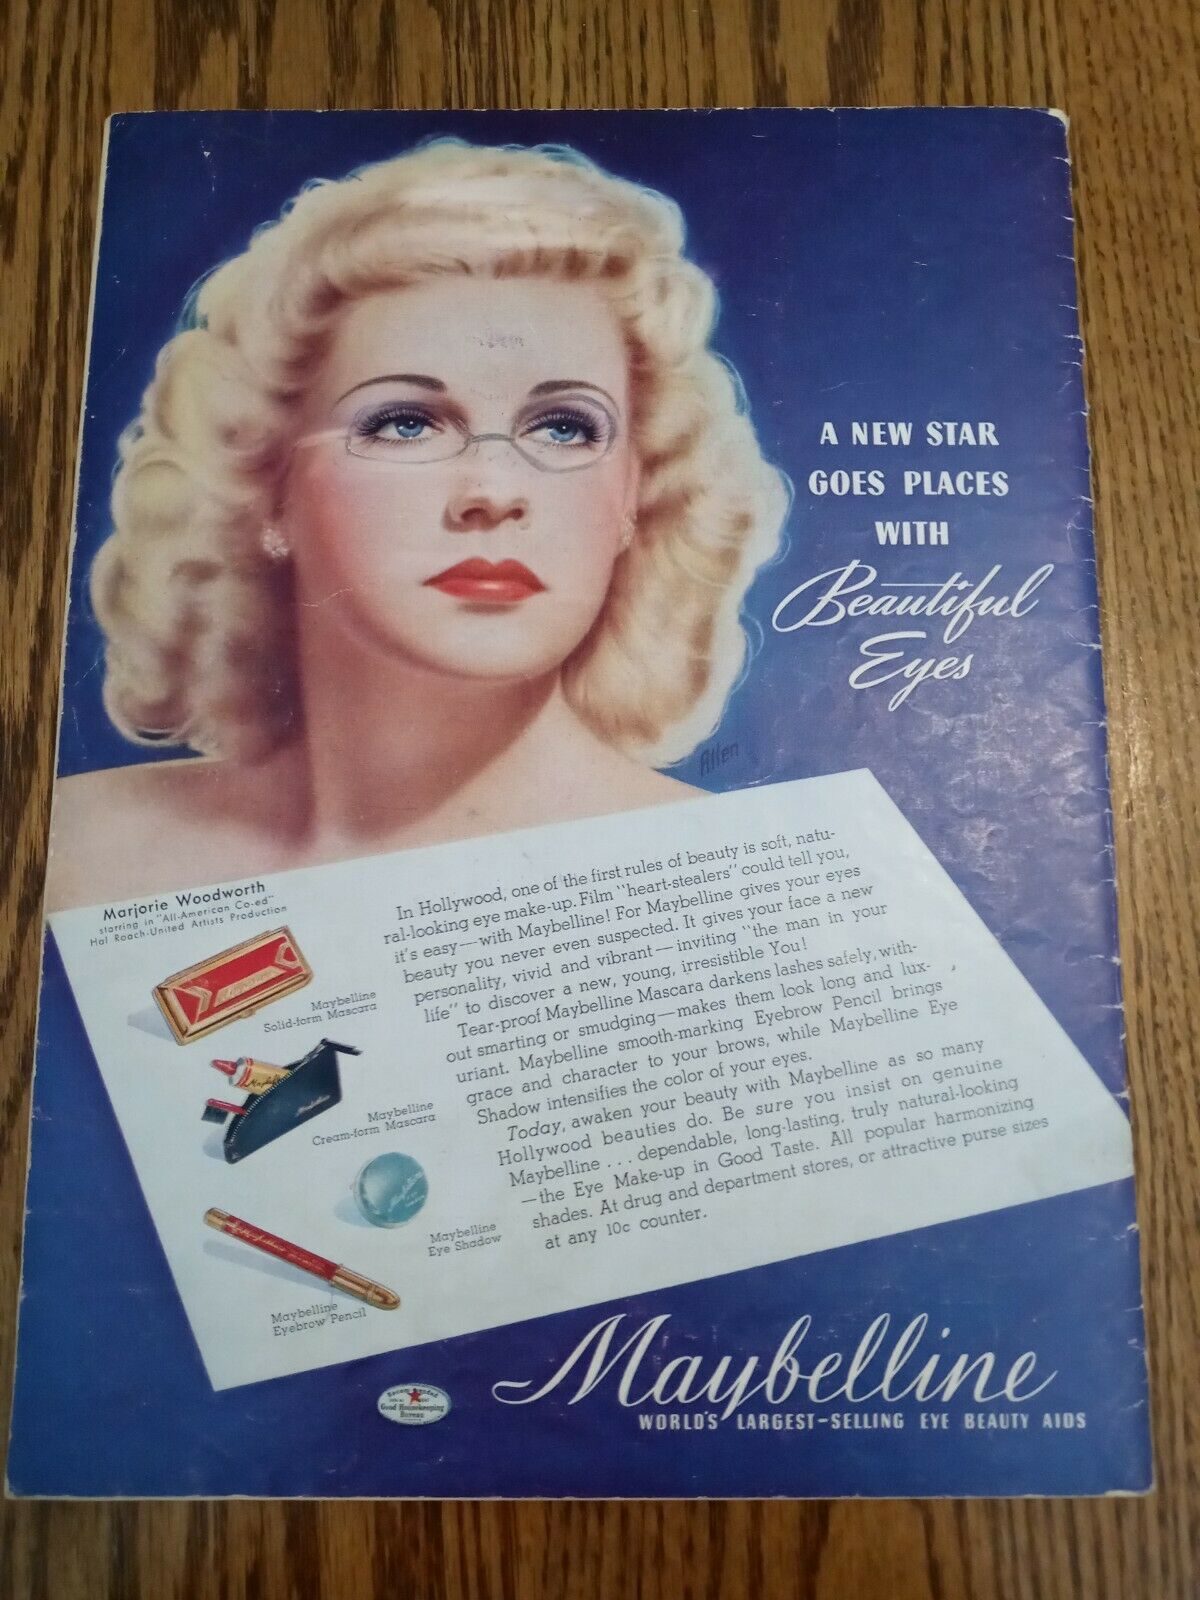 A NEW STAR
GOES PLACES
WITH
Beautiful
Eyes
Allen
Marjorie Woodworth
starring in "All-American Co-ed"
Hal Roach-United Artists Production
Maybelline
Solid-form Mascara
Maybelline
Cream-form Mascara
Maybelline
Eye Shadow
Maybelline
Eyebrow Pencil
In Hollywood, one of the first rules of beauty is soft, natu-
ral-looking eye make-up. Film "heart-stealers" could tell you,
it's easy—with Maybelline! For Maybelline gives your eyes
beauty you never even suspected. It gives your face a new
personality, vivid and vibrant—inviting "the man in your
life" to discover a new, young, irresistible You!
Tear-proof Maybelline Mascara darkens lashes safely, with-
out smarting or smudging—makes them look long and lux-
uriant. Maybelline smooth-marking Eyebrow Pencil brings
grace and character to your brows, while Maybelline Eye
Shadow intensifies the color of your eyes.
Today, awaken your beauty with Maybelline as so many
Hollywood beauties do. Be sure you insist on genuine
Maybelline . . . dependable, long-lasting, truly natural-looking
—the Eye Make-up in Good Taste. All popular harmonizing
shades. At drug and department stores, or attractive purse sizes
at any 10c counter.
Good Housekeeping
Bureau
Maybelline
WORLD'S LARGEST-SELLING EYE BEAUTY AIDS